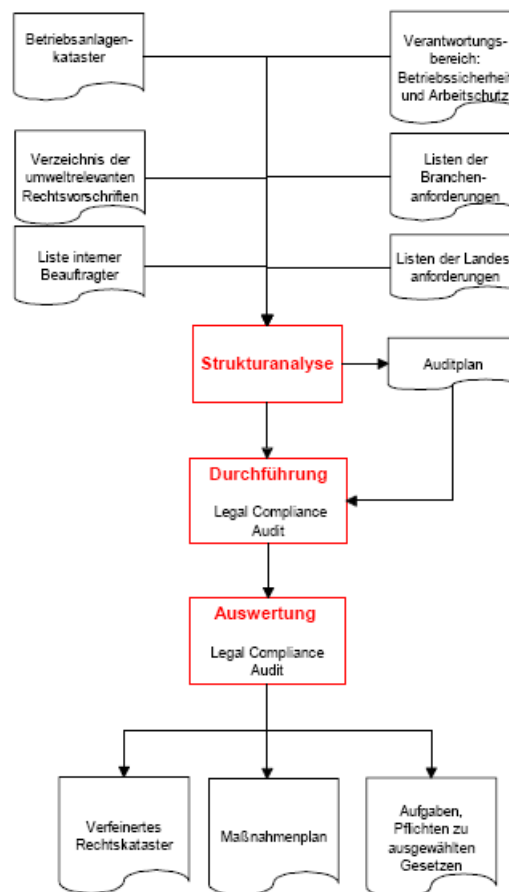 Betriebsanlagen-
kataster
Verantwortungs-
bereich:
Betriebssicherheit
und Arbeitschutz
Verzeichnis der
umweltrelevanten
Rechtsvorschriften
Listen der
Branchen-
anforderungen
Liste interner
Beauftragter
Listen der Landes
anforderungen
Strukturanalyse
Auditplan
Durchführung
Legal Compliance
Audit
Auswertung
Legal Compliance
Audit
Verfeinertes
Rechtskataster
Maßnahmenplan
Aufgaben,
Pflichten zu
ausgewählten
Gesetzen